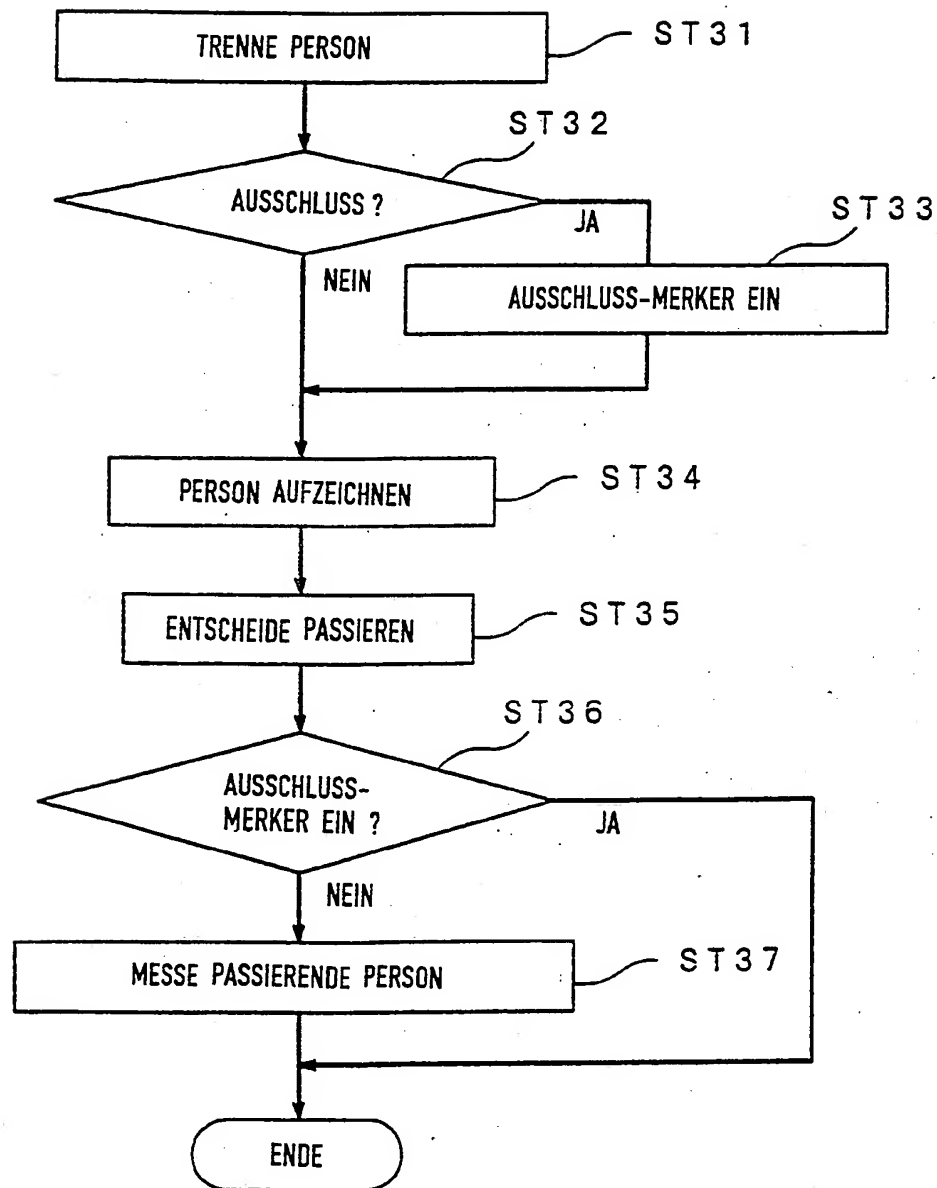 TRENNE PERSON
ST31
ST32
AUSSCHLUSS ?
JA
ST33
NEIN
AUSSCHLUSS-MERKER EIN
PERSON AUFZEICHNEN
ST34
ENTSCHEIDE PASSIEREN
ST35
ST36
AUSSCHLUSS-
MERKER EIN ?
JA
NEIN
MESSE PASSIERENDE PERSON
ST37
ENDE